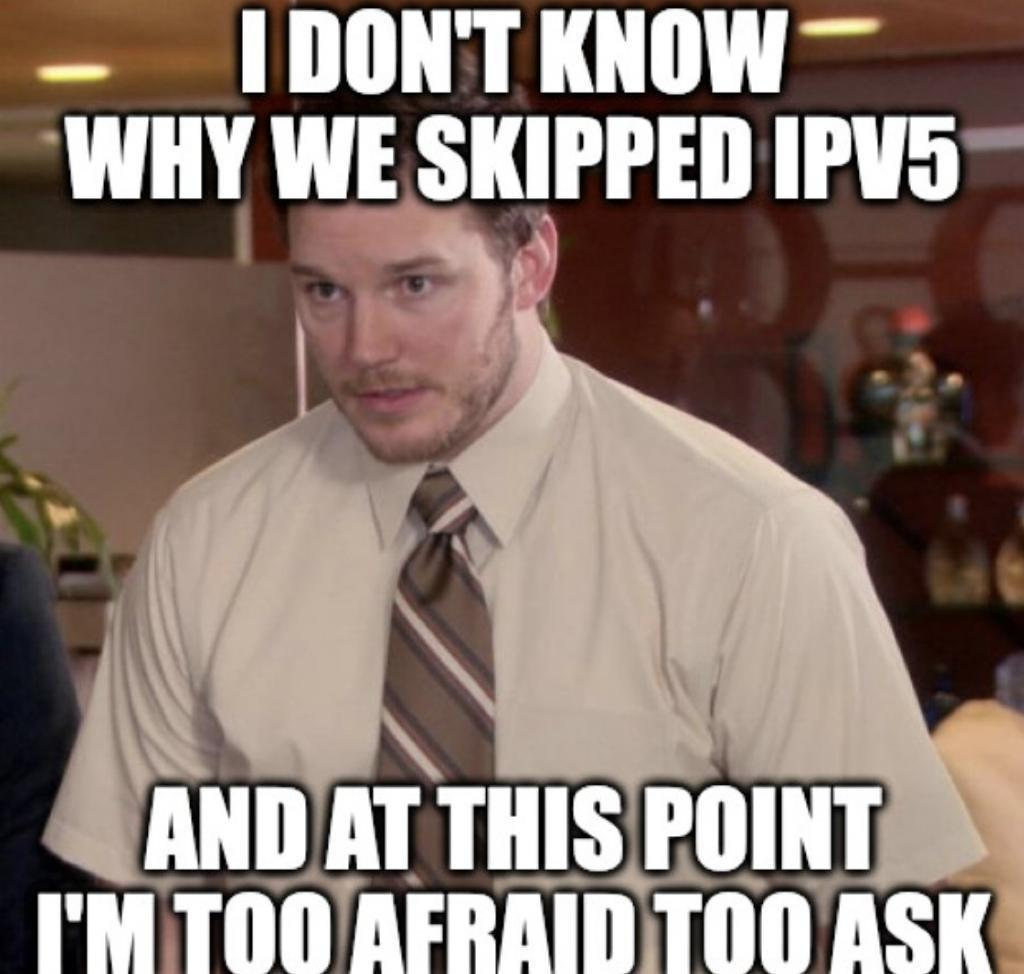 I DON'T KNOW
WHY WE SKIPPED IPV5
AND AT THIS POINT
I'M TOO AFRAID TOO ASK